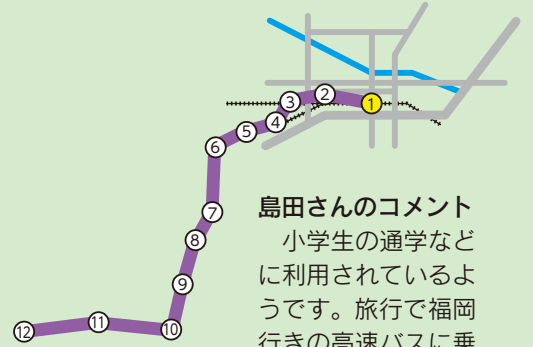 ①
②
③
④
⑤
⑥
⑦
⑧
⑨
⑩
⑪
⑫
島田さんのコメント
　小学生の通学など
に利用されているよ
うです。旅行で福岡
行きの高速バスに乗